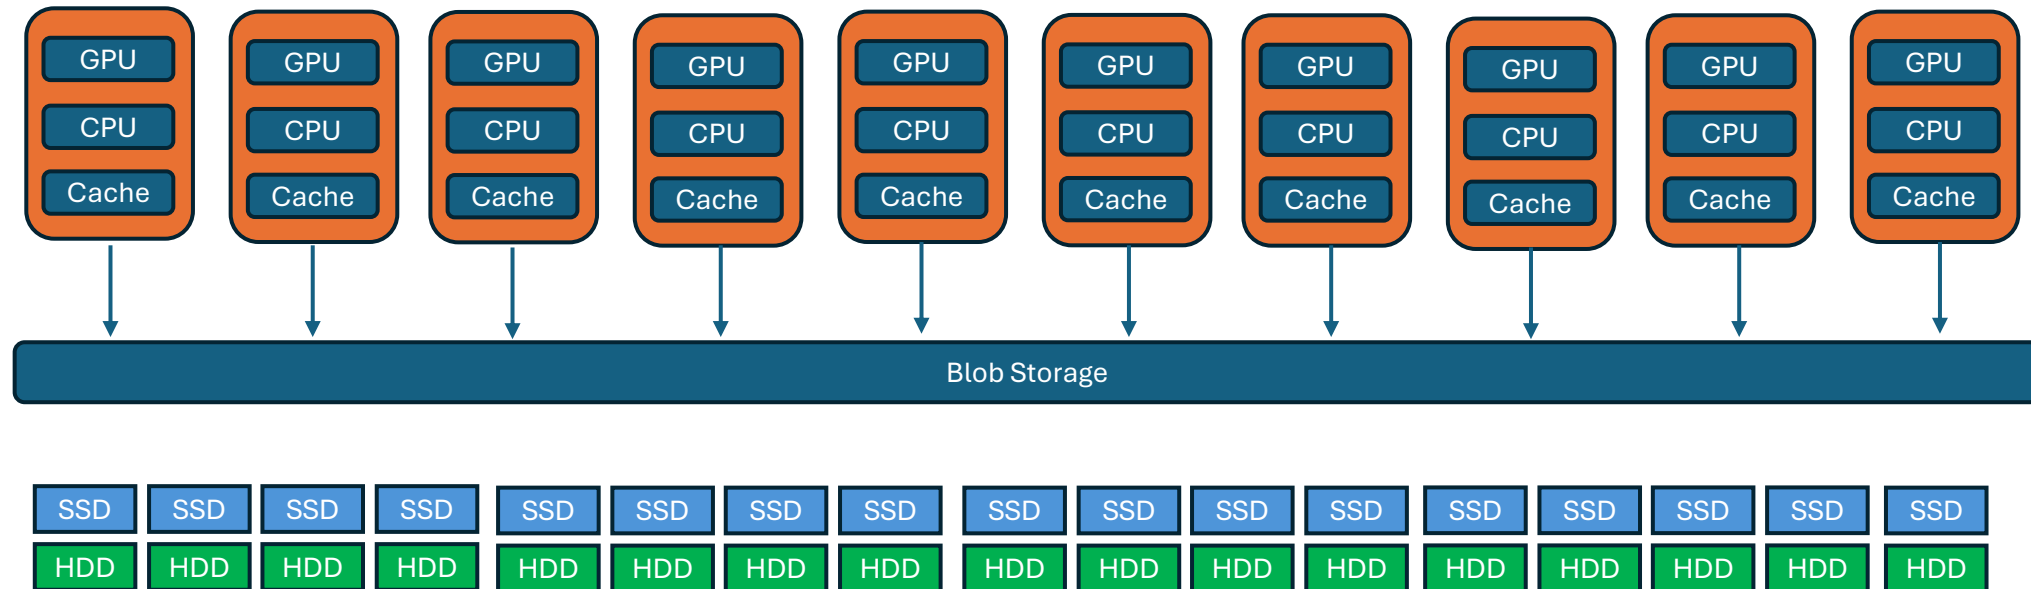 GPU GPU GPU GPU GPU GPU GPU GPU GPU GPU
CPU CPU CPU CPU CPU CPU CPU CPU CPU CPU
Cache Cache Cache Cache Cache Cache Cache Cache Cache Cache
Blob Storage
SSD SSD SSD SSD SSD SSD SSD SSD SSD SSD SSD SSD SSD SSD SSD SSD SSD
HDD HDD HDD HDD HDD HDD HDD HDD HDD HDD HDD HDD HDD HDD HDD HDD HDD